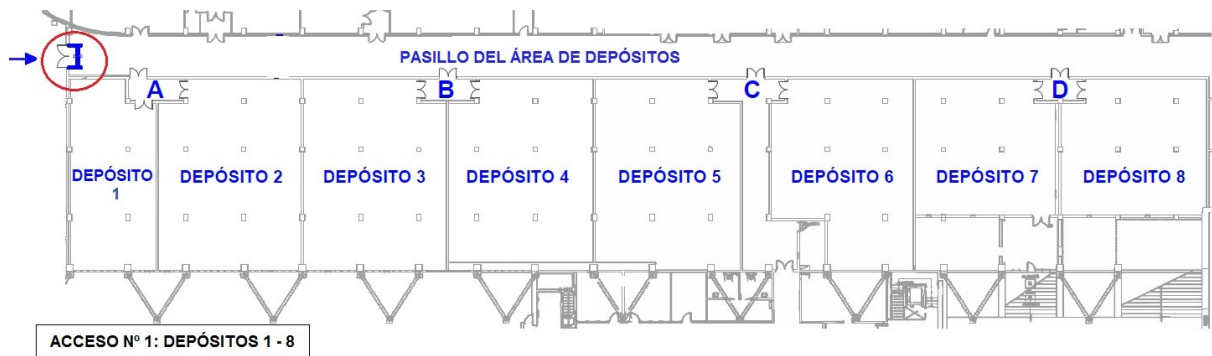 PASILLO DEL ÁREA DE DEPÓSITOS
A
B
C
D
DEPÓSITO 1
DEPÓSITO 2
DEPÓSITO 3
DEPÓSITO 4
DEPÓSITO 5
DEPÓSITO 6
DEPÓSITO 7
DEPÓSITO 8
ACCESO Nº 1: DEPÓSITOS 1 - 8